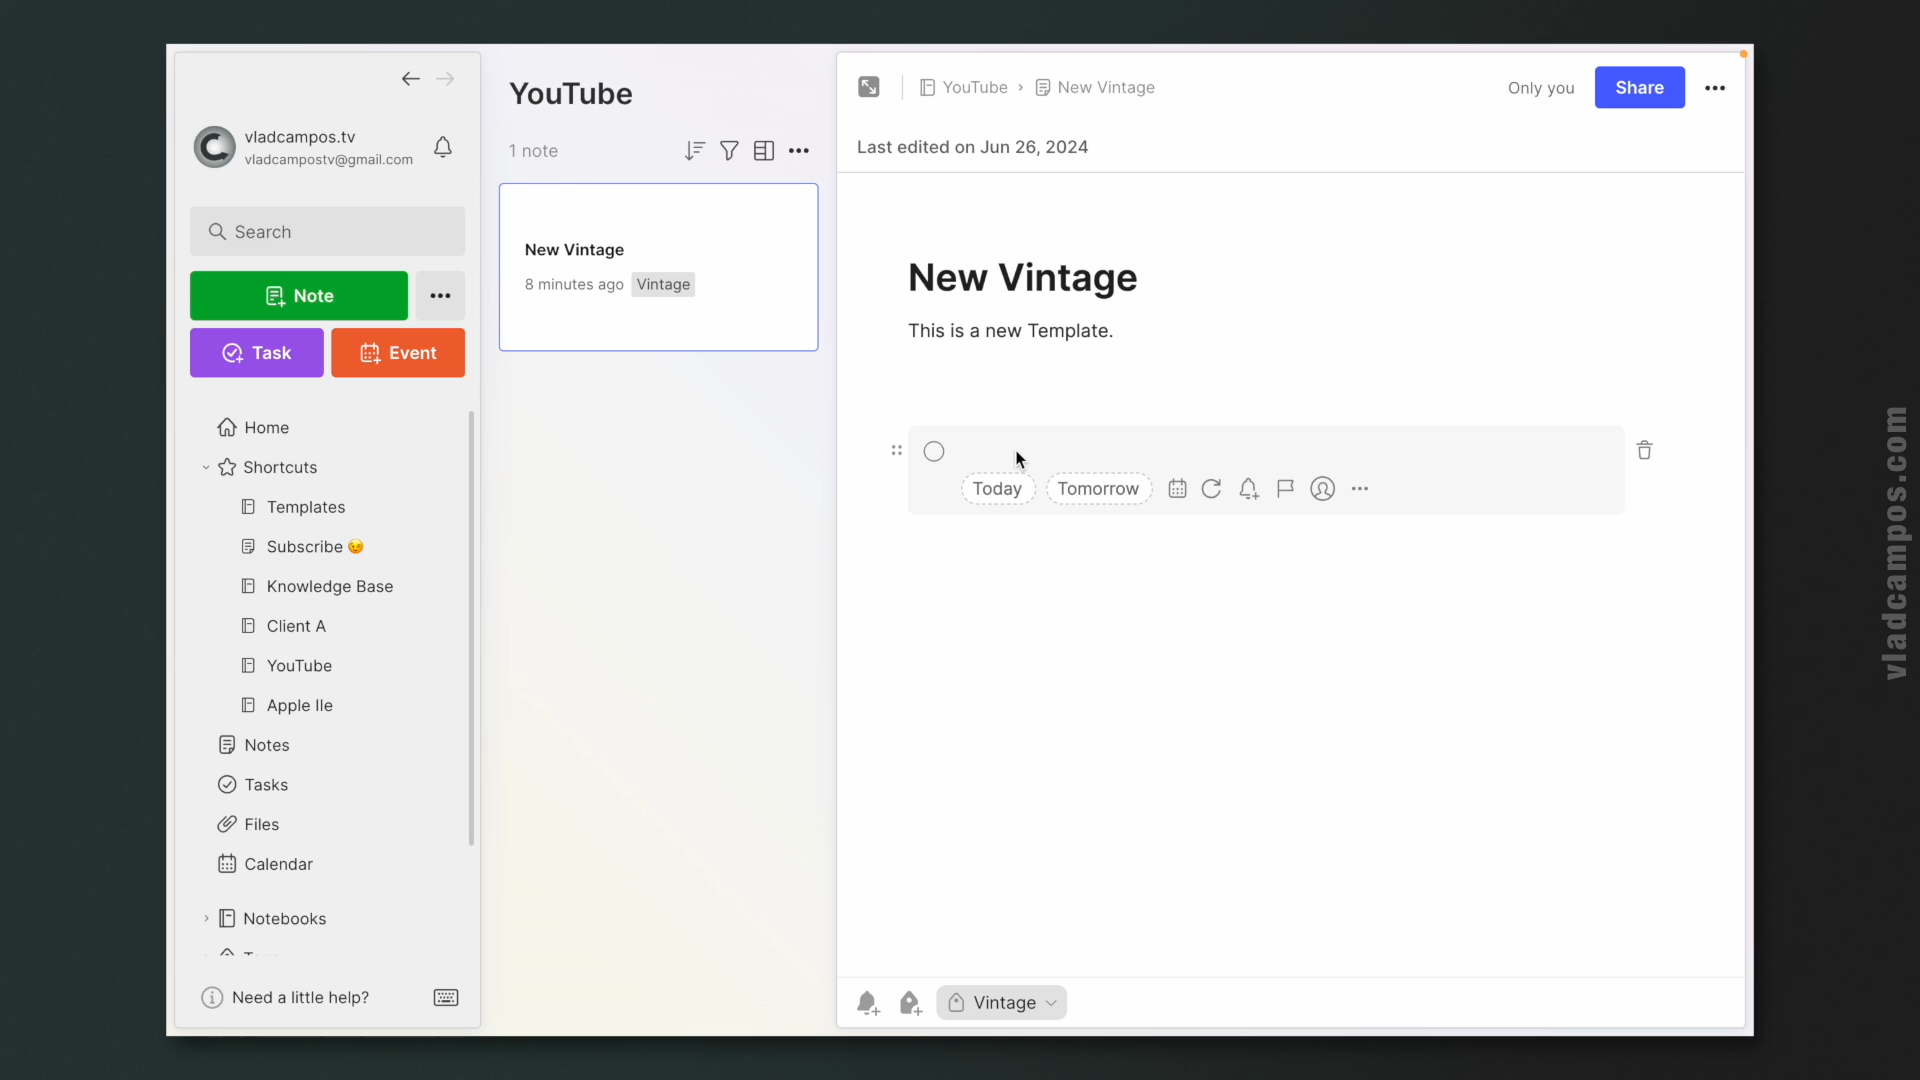 vladcampos.tv
vladcampostv@gmail.com
Search
Note
Task
Event
Home
Shortcuts
Templates
Subscribe 😉
Knowledge Base
Client A
YouTube
Apple IIe
Notes
Tasks
Files
Calendar
Notebooks
Need a little help?
YouTube
1 note
New Vintage
8 minutes ago Vintage
YouTube › New Vintage
Only you
Share
Last edited on Jun 26, 2024
New Vintage
This is a new Template.
Today
Tomorrow
Vintage
vladcampos.com